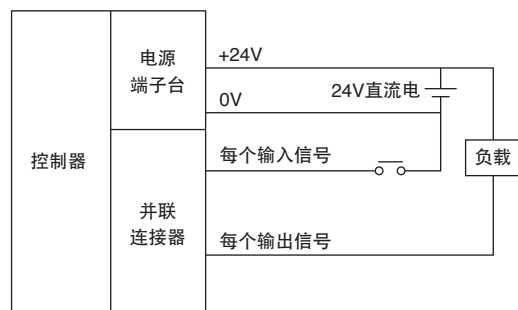 控制器
电源
端子台
+24V
0V
24V直流电
每个输入信号
负载
并联
连接器
每个输出信号